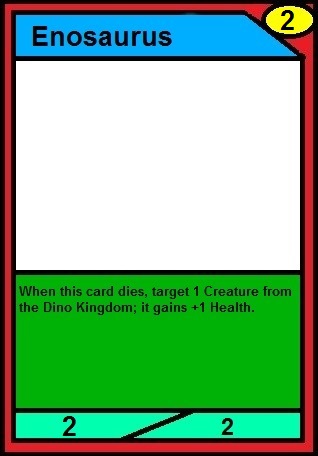 Enosaurus
2
When this card dies, target 1 Creature from
the Dino Kingdom; it gains +1 Health.
2
2